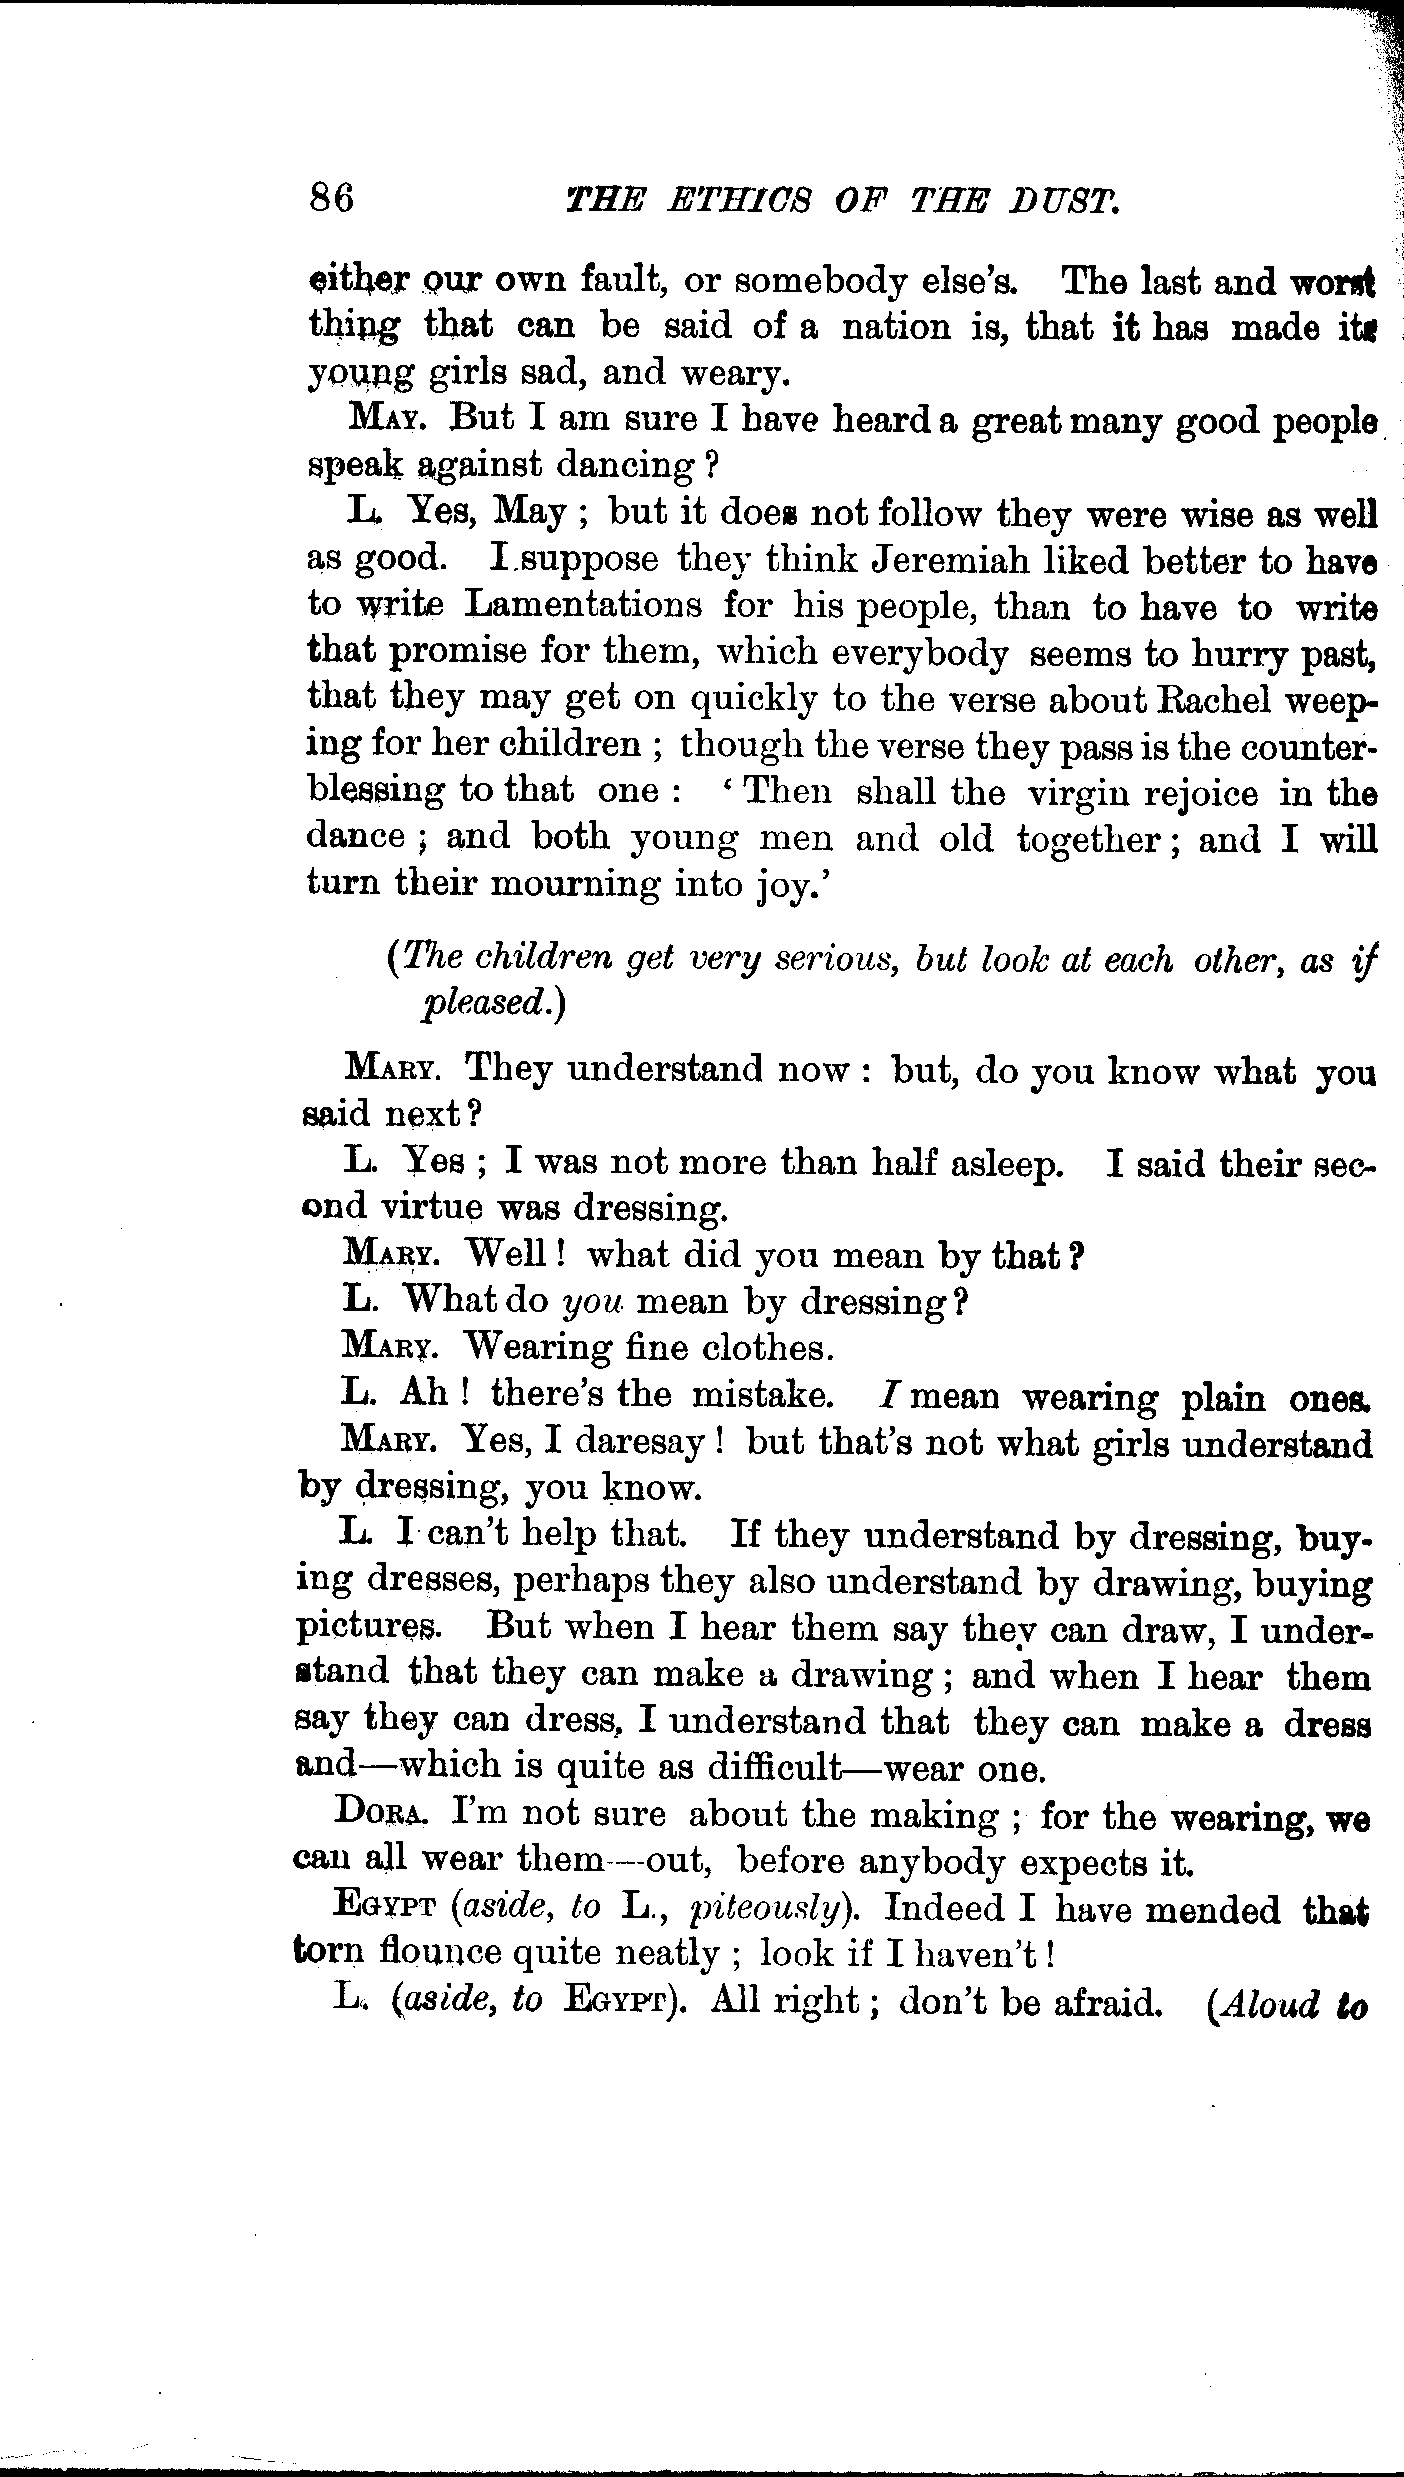 86 THE ETHICS OF THE DUST.
either our own fault, or somebody else's. The last and worst
thing that can be said of a nation is, that it has made its
young girls sad, and weary.
MAY. But I am sure I have heard a great many good people
speak against dancing ?
L. Yes, May ; but it does not follow they were wise as well
as good. I suppose they think Jeremiah liked better to have
to write Lamentations for his people, than to have to write
that promise for them, which everybody seems to hurry past,
that they may get on quickly to the verse about Rachel weep-
ing for her children ; though the verse they pass is the counter-
blessing to that one : ‘ Then shall the virgin rejoice in the
dance ; and both young men and old together ; and I will
turn their mourning into joy.’
(The children get very serious, but look at each other, as if
pleased.)
MARY. They understand now : but, do you know what you
said next ?
L. Yes ; I was not more than half asleep. I said their sec-
ond virtue was dressing.
MARY. Well ! what did you mean by that ?
L. What do you mean by dressing ?
MARY. Wearing fine clothes.
L. Ah ! there's the mistake. I mean wearing plain ones.
MARY. Yes, I daresay ! but that's not what girls understand
by dressing, you know.
L. I can't help that. If they understand by dressing, buy-
ing dresses, perhaps they also understand by drawing, buying
pictures. But when I hear them say they can draw, I under-
stand that they can make a drawing ; and when I hear them
say they can dress, I understand that they can make a dress
and—which is quite as difficult—wear one.
DORA. I'm not sure about the making ; for the wearing, we
can all wear them—out, before anybody expects it.
EGYPT (aside, to L., piteously). Indeed I have mended that
torn flounce quite neatly ; look if I haven't !
L. (aside, to EGYPT). All right ; don't be afraid. (Aloud to